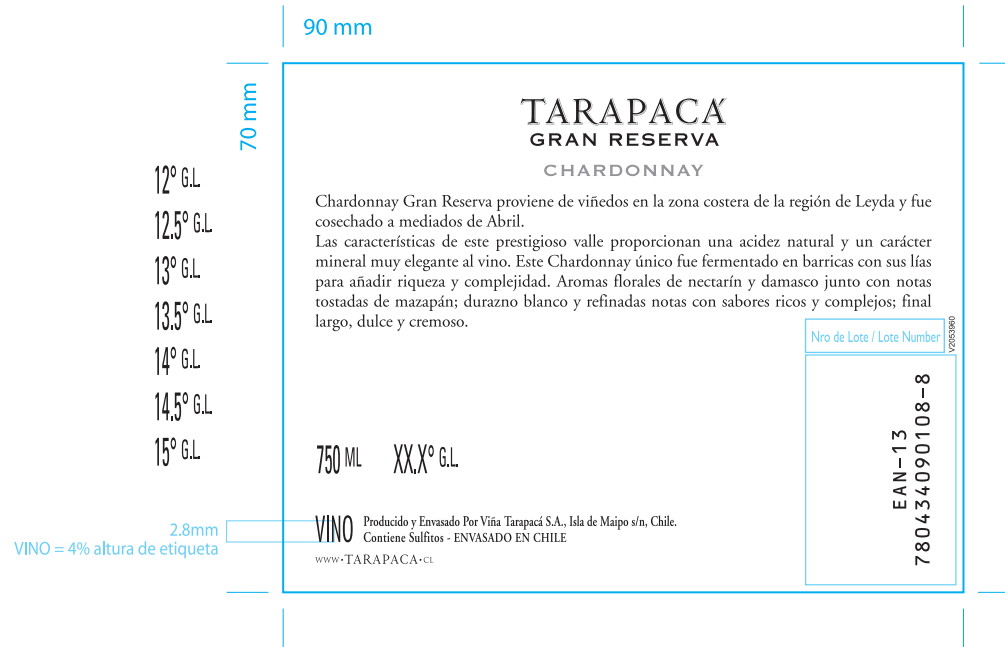 90 mm
70 mm
TARAPACÁ
GRAN RESERVA
CHARDONNAY
Chardonnay Gran Reserva proviene de viñedos en la zona costera de la región de Leyda y fue
cosechado a mediados de Abril.
Las características de este prestigioso valle proporcionan una acidez natural y un carácter
mineral muy elegante al vino. Este Chardonnay único fue fermentado en barricas con sus lías
para añadir riqueza y complejidad. Aromas florales de nectarín y damasco junto con notas
tostadas de mazapán; durazno blanco y refinadas notas con sabores ricos y complejos; final
largo, dulce y cremoso.
12° G.L.
12.5° G.L.
13° G.L.
13.5° G.L.
14° G.L.
14.5° G.L.
15° G.L.
Nro de Lote / Lote Number
V2053960
EAN-13
7804340901088-8
750 ML XX.X° G.L.
VINO
Producido y Envasado Por Viña Tarapacá S.A., Isla de Maipo s/n, Chile.
Contiene Sulfitos - ENVASADO EN CHILE
WWW·TARAPACA·CL
2.8mm
VINO = 4% altura de etiqueta